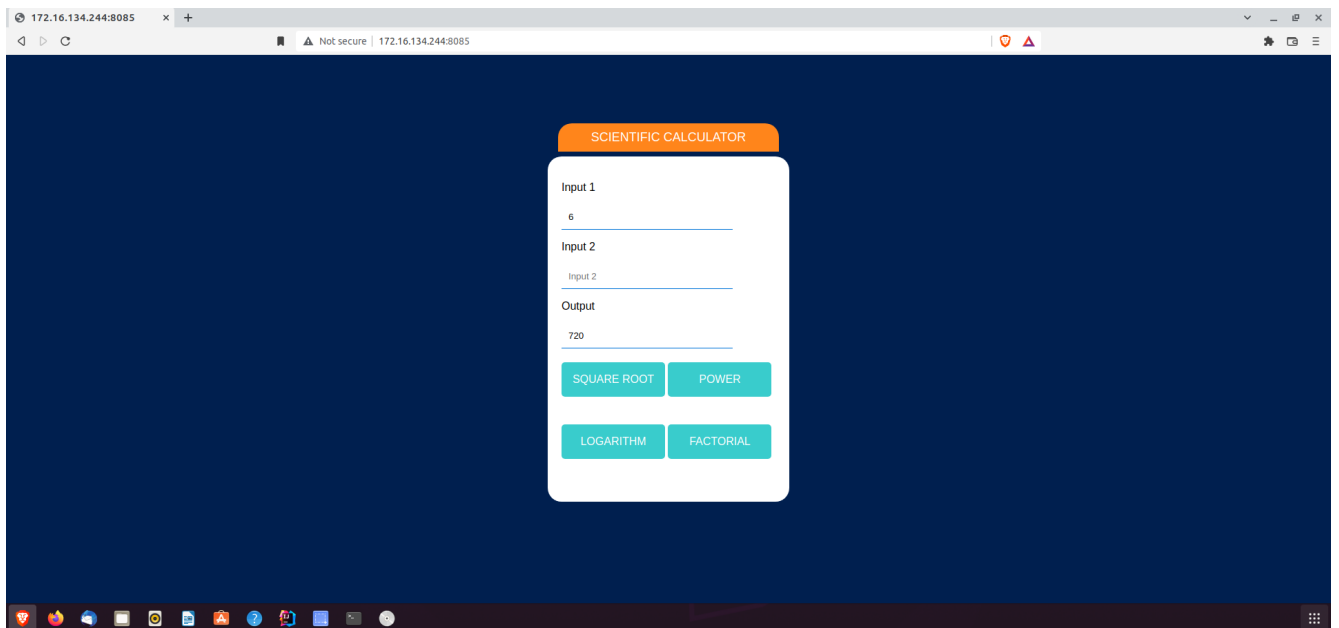 172.16.134.244:8085
Not secure | 172.16.134.244:8085
SCIENTIFIC CALCULATOR
Input 1
6
Input 2
Input 2
Output
720
SQUARE ROOT POWER
LOGARITHM FACTORIAL